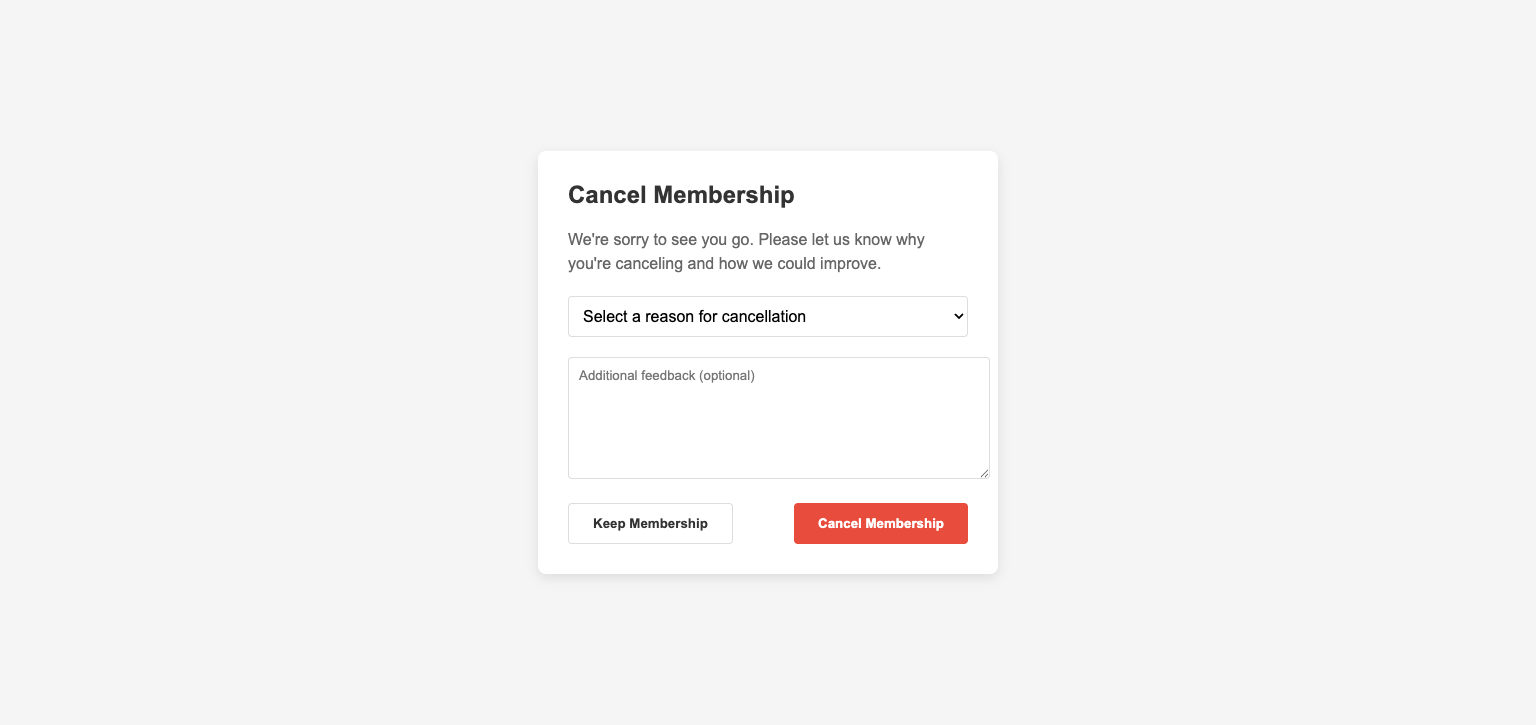 Cancel Membership
We're sorry to see you go. Please let us know why
you're canceling and how we could improve.
Select a reason for cancellation
Additional feedback (optional)
Keep Membership
Cancel Membership